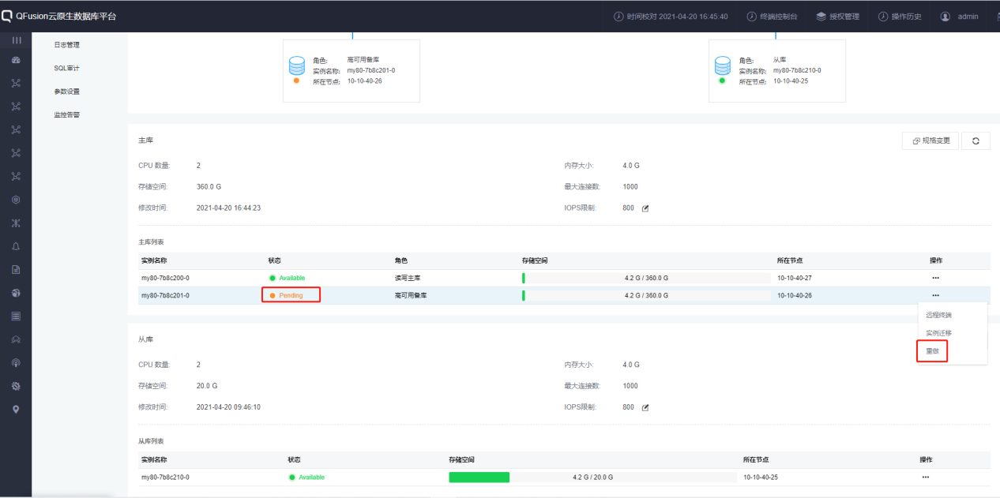 QFusion云原生数据库平台 时间校对 2021-04-20 16:45:40 终端控制台 授权管理 操作历史 admin
日志管理
SQL审计
参数设置
监控告警
角色: 高可用备库
实例名称: my80-7b8c201-0
所在节点: 10-10-40-26
角色: 从库
实例名称: my80-7b8c210-0
所在节点: 10-10-40-25
主库 规格变更
CPU 数量: 2 内存大小: 4.0 G
存储空间: 360.0 G 最大连接数: 1000
修改时间: 2021-04-20 16:44:23 IOPS限制: 800
主库列表
实例名称 状态 角色 存储空间 所在节点 操作
my80-7b8c200-0 Available 读写主库 4.2 G / 360.0 G 10-10-40-27 •••
my80-7b8c201-0 Pending 高可用备库 4.2 G / 360.0 G 10-10-40-26 •••
远程终端
实例迁移
重做
从库
CPU 数量: 2 内存大小: 4.0 G
存储空间: 20.0 G 最大连接数: 1000
修改时间: 2021-04-20 09:46:10 IOPS限制: 800
从库列表
实例名称 状态 存储空间 所在节点 操作
my80-7b8c210-0 Available 4.2 G / 20.0 G 10-10-40-25 •••